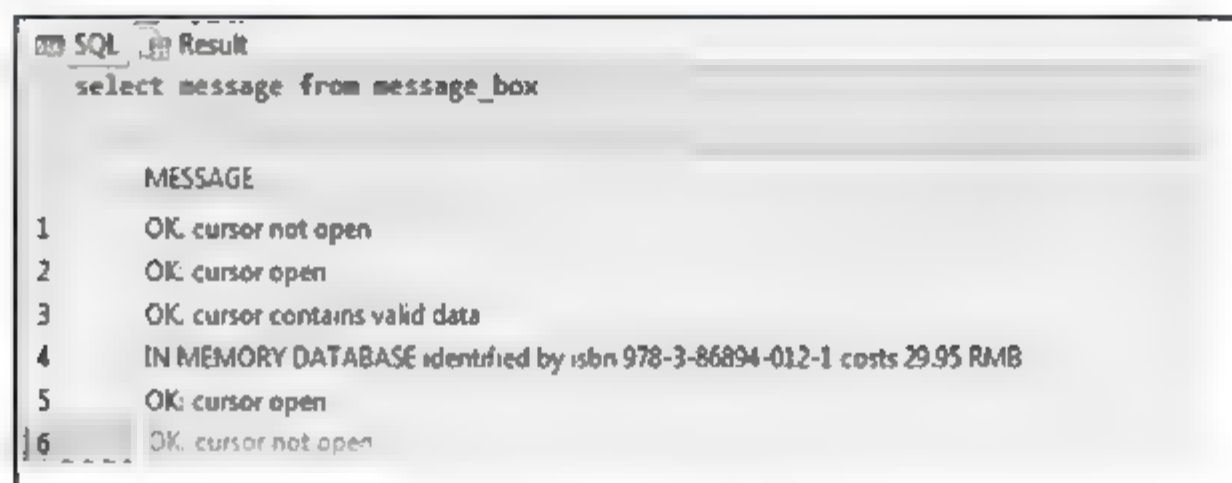 SQL Result
select message from message_box
MESSAGE
1 OK: cursor not open
2 OK: cursor open
3 OK: cursor contains valid data
4 IN MEMORY DATABASE identified by isbn 978-3-86894-012-1 costs 29.95 RMB
5 OK: cursor open
6 OK: cursor not open